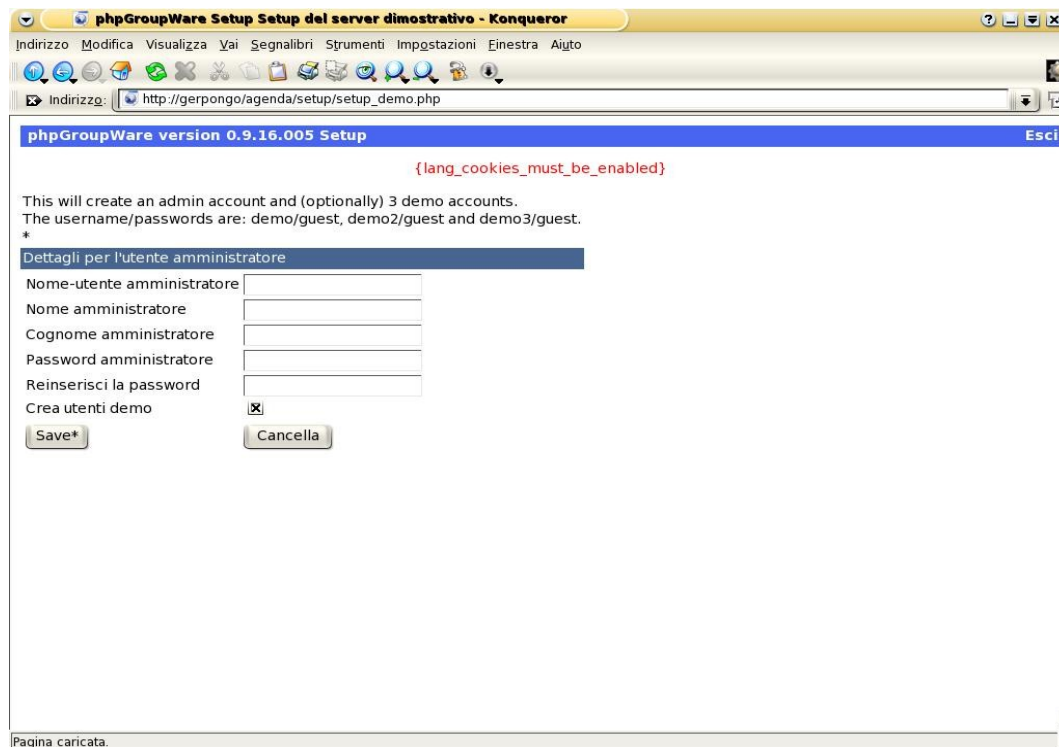 phpGroupWare Setup Setup del server dimostrativo - Konqueror
Indirizzo Modifica Visualizza Vai Segnalibri Strumenti Impostazioni Finestra Aiuto
Indirizzo: http://gerpongo/agenda/setup/setup_demo.php
phpGroupWare version 0.9.16.005 Setup Esci
{lang_cookies_must_be_enabled}
This will create an admin account and (optionally) 3 demo accounts.
The username/passwords are: demo/guest, demo2/guest and demo3/guest.
*
Dettagli per l'utente amministratore
Nome-utente amministratore
Nome amministratore
Cognome amministratore
Password amministratore
Reinserisci la password
Crea utenti demo
Save* Cancella
Pagina caricata.